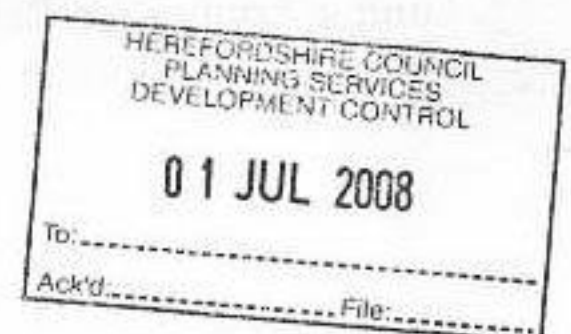 HEREFORDSHIRE COUNCIL
PLANNING SERVICES
DEVELOPMENT CONTROL
01 JUL 2008
To:
Ack'd: File: